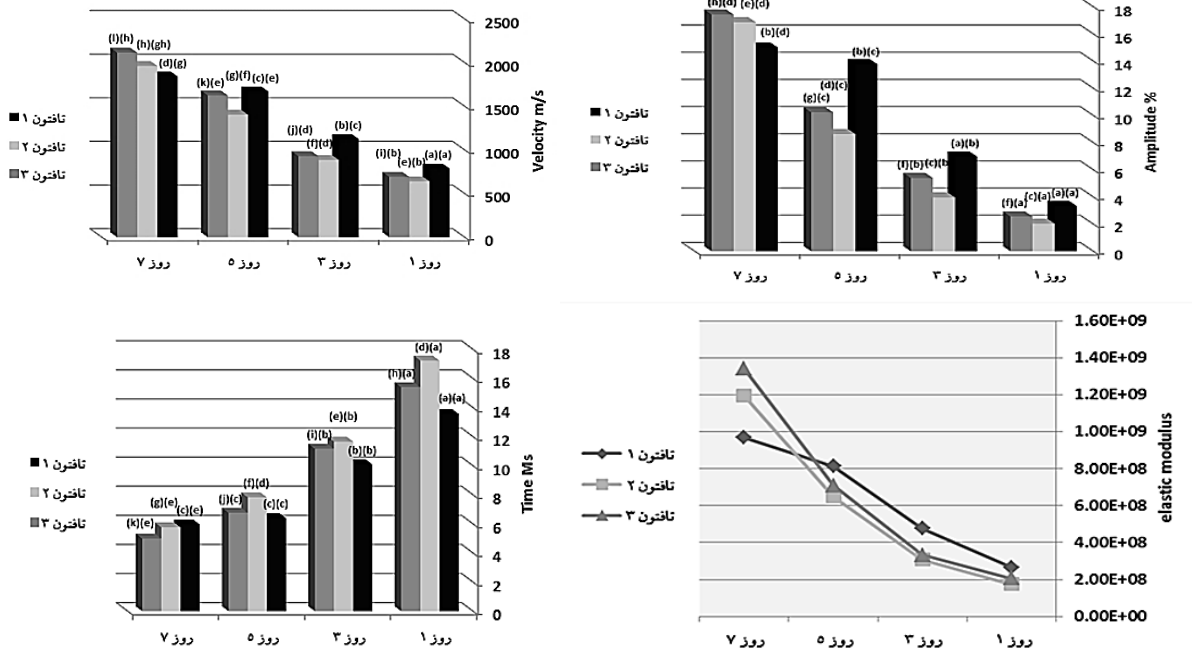 2500
2000
1500
1000
500
0
Velocity m/s
(l)(h) (h)(gh) (d)(g)
(k)(e) (g)(f) (c)(e)
(j)(d) (f)(d) (b)(c)
(i)(b) (e)(b) (a)(a)
تافتون ۱
تافتون ۲
تافتون ۳
روز ۱ روز ۳ روز ۵ روز ۷
18
16
14
12
10
8
6
4
2
0
Amplitude %
(h)(d) (e)(d) (b)(d)
(g)(c) (d)(c) (b)(c)
(f)(b) (c)(b (a)(b)
(f)(a) (c)(a) (a)(a)
تافتون ۱
تافتون ۲
تافتون ۳
روز ۱ روز ۳ روز ۵ روز ۷
18
16
14
12
10
8
6
4
2
0
Time Ms
(k)(e) (g)(e) (c)(e)
(j)(c) (f)(d) (c)(c)
(i)(b) (e)(b) (b)(b)
(h)(a) (d)(a) (a)(a)
تافتون ۱
تافتون ۲
تافتون ۳
روز ۱ روز ۳ روز ۵ روز ۷
1.60E+09
1.40E+09
1.20E+09
1.00E+09
8.00E+08
6.00E+08
4.00E+08
2.00E+08
0.00E+00
elastic modulus
تافتون ۱
تافتون ۲
تافتون ۳
روز ۱ روز ۳ روز ۵ روز ۷